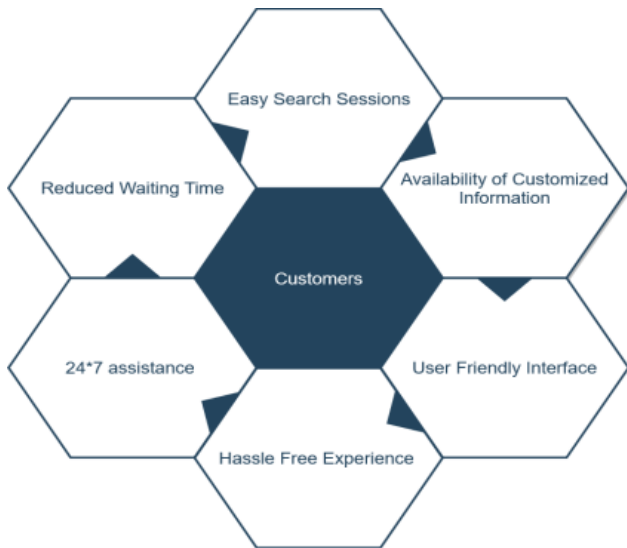 Easy Search Sessions
Reduced Waiting Time
Availability of Customized
Information
Customers
24*7 assistance
User Friendly Interface
Hassle Free Experience